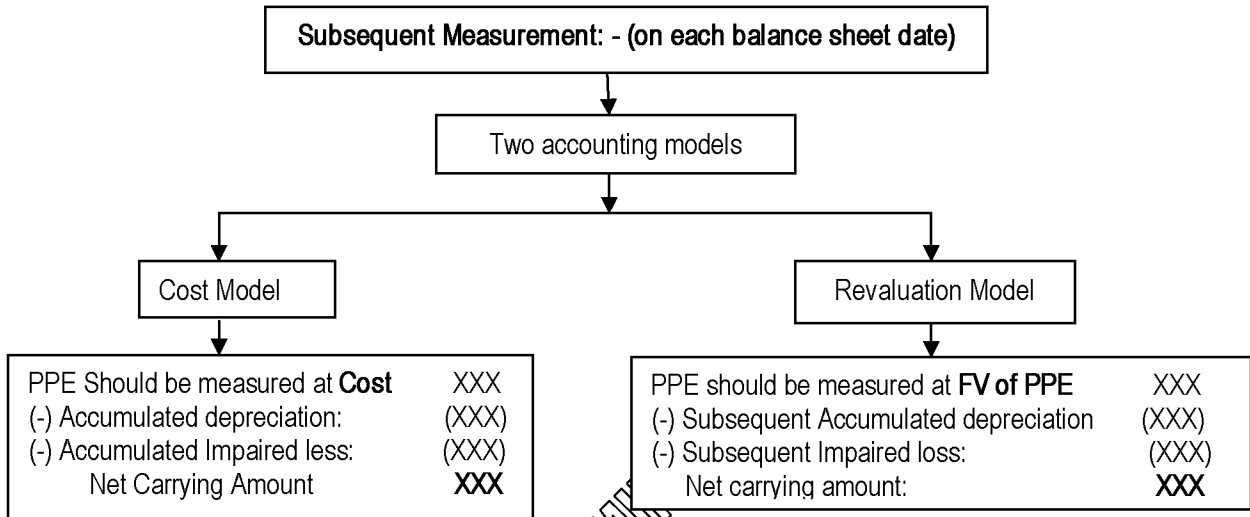 Subsequent Measurement: - (on each balance sheet date)
Two accounting models
Cost Model
Revaluation Model
PPE Should be measured at Cost XXX
(-) Accumulated depreciation: (XXX)
(-) Accumulated Impaired less: (XXX)
Net Carrying Amount XXX
PPE should be measured at FV of PPE XXX
(-) Subsequent Accumulated depreciation (XXX)
(-) Subsequent Impaired loss: (XXX)
Net carrying amount: XXX